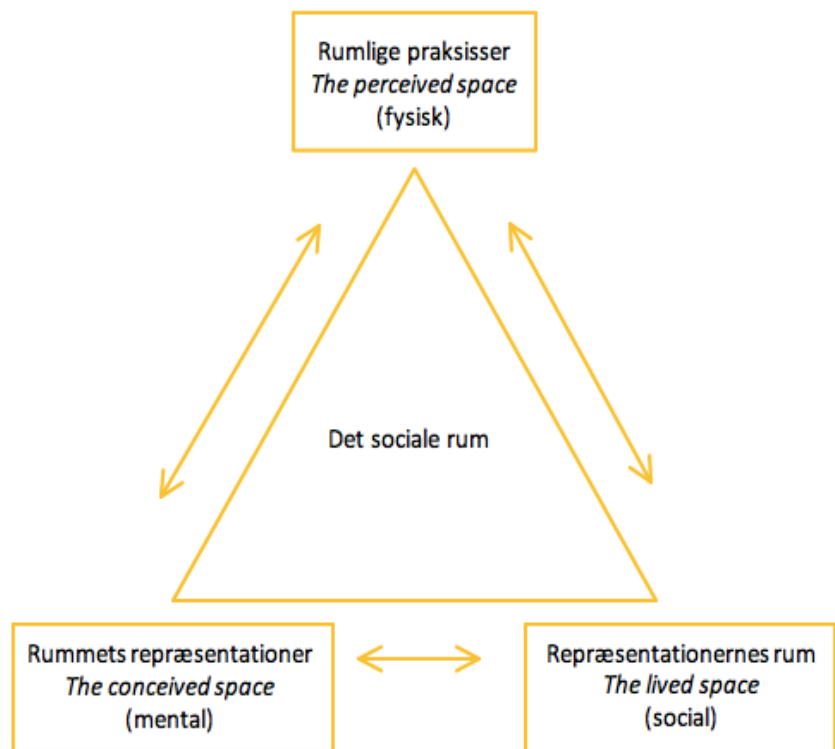 Rumlige praksisser
The perceived space
(fysisk)
Det sociale rum
Rummets repræsentationer
The conceived space
(mental)
Repræsentationernes rum
The lived space
(social)